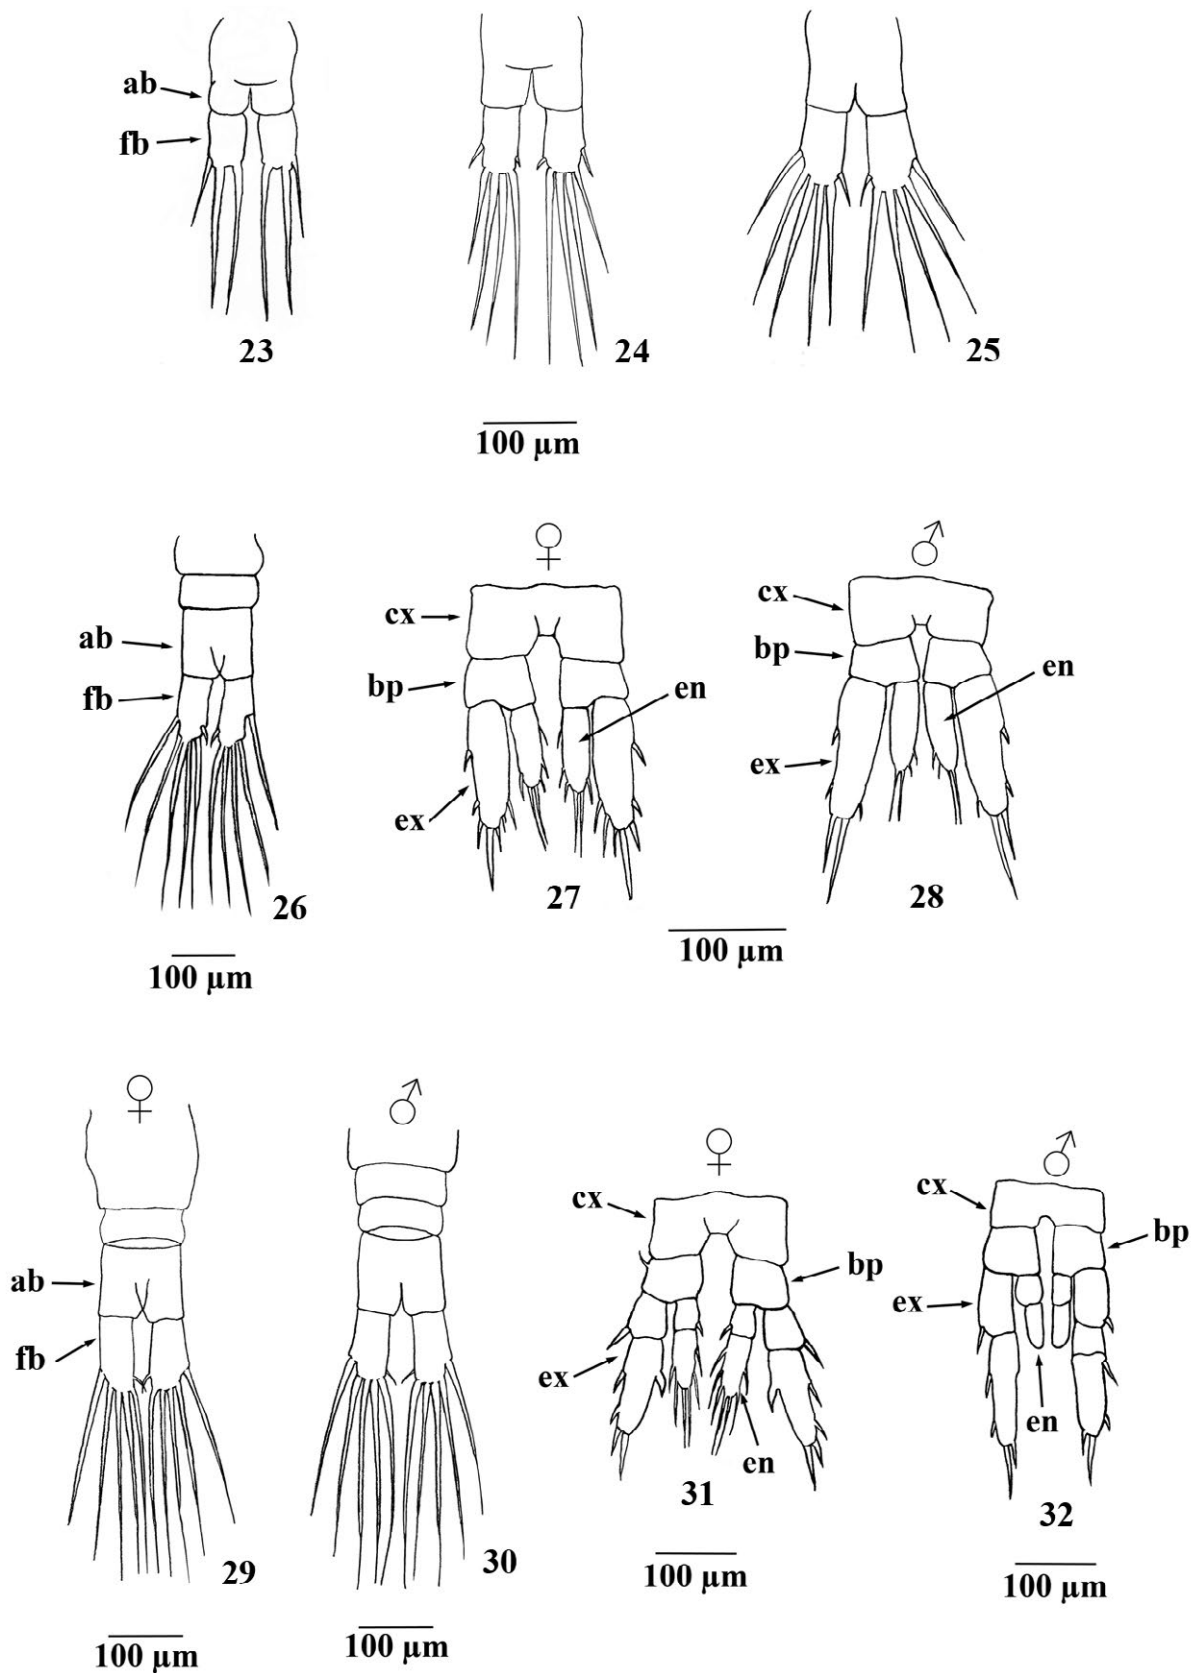 ab
fb
23
24
25
100 µm
♀
♂
cx
cx
bp
bp
en
en
ab
fb
ex
ex
26
27
28
100 µm
100 µm
♀
♂
♀
♂
cx
cx
bp
bp
ab
ex
fb
ex
en
en
29
30
31
32
100 µm
100 µm
100 µm
100 µm